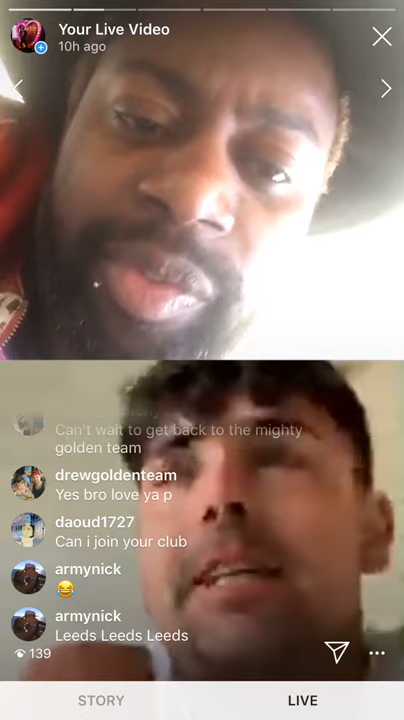 Your Live Video
10h ago
Can't wait to get back to the mighty
golden team
drewgoldenteam
Yes bro love ya p
daoud1727
Can i join your club
armynick
😂
armynick
Leeds Leeds Leeds
139
STORY
LIVE